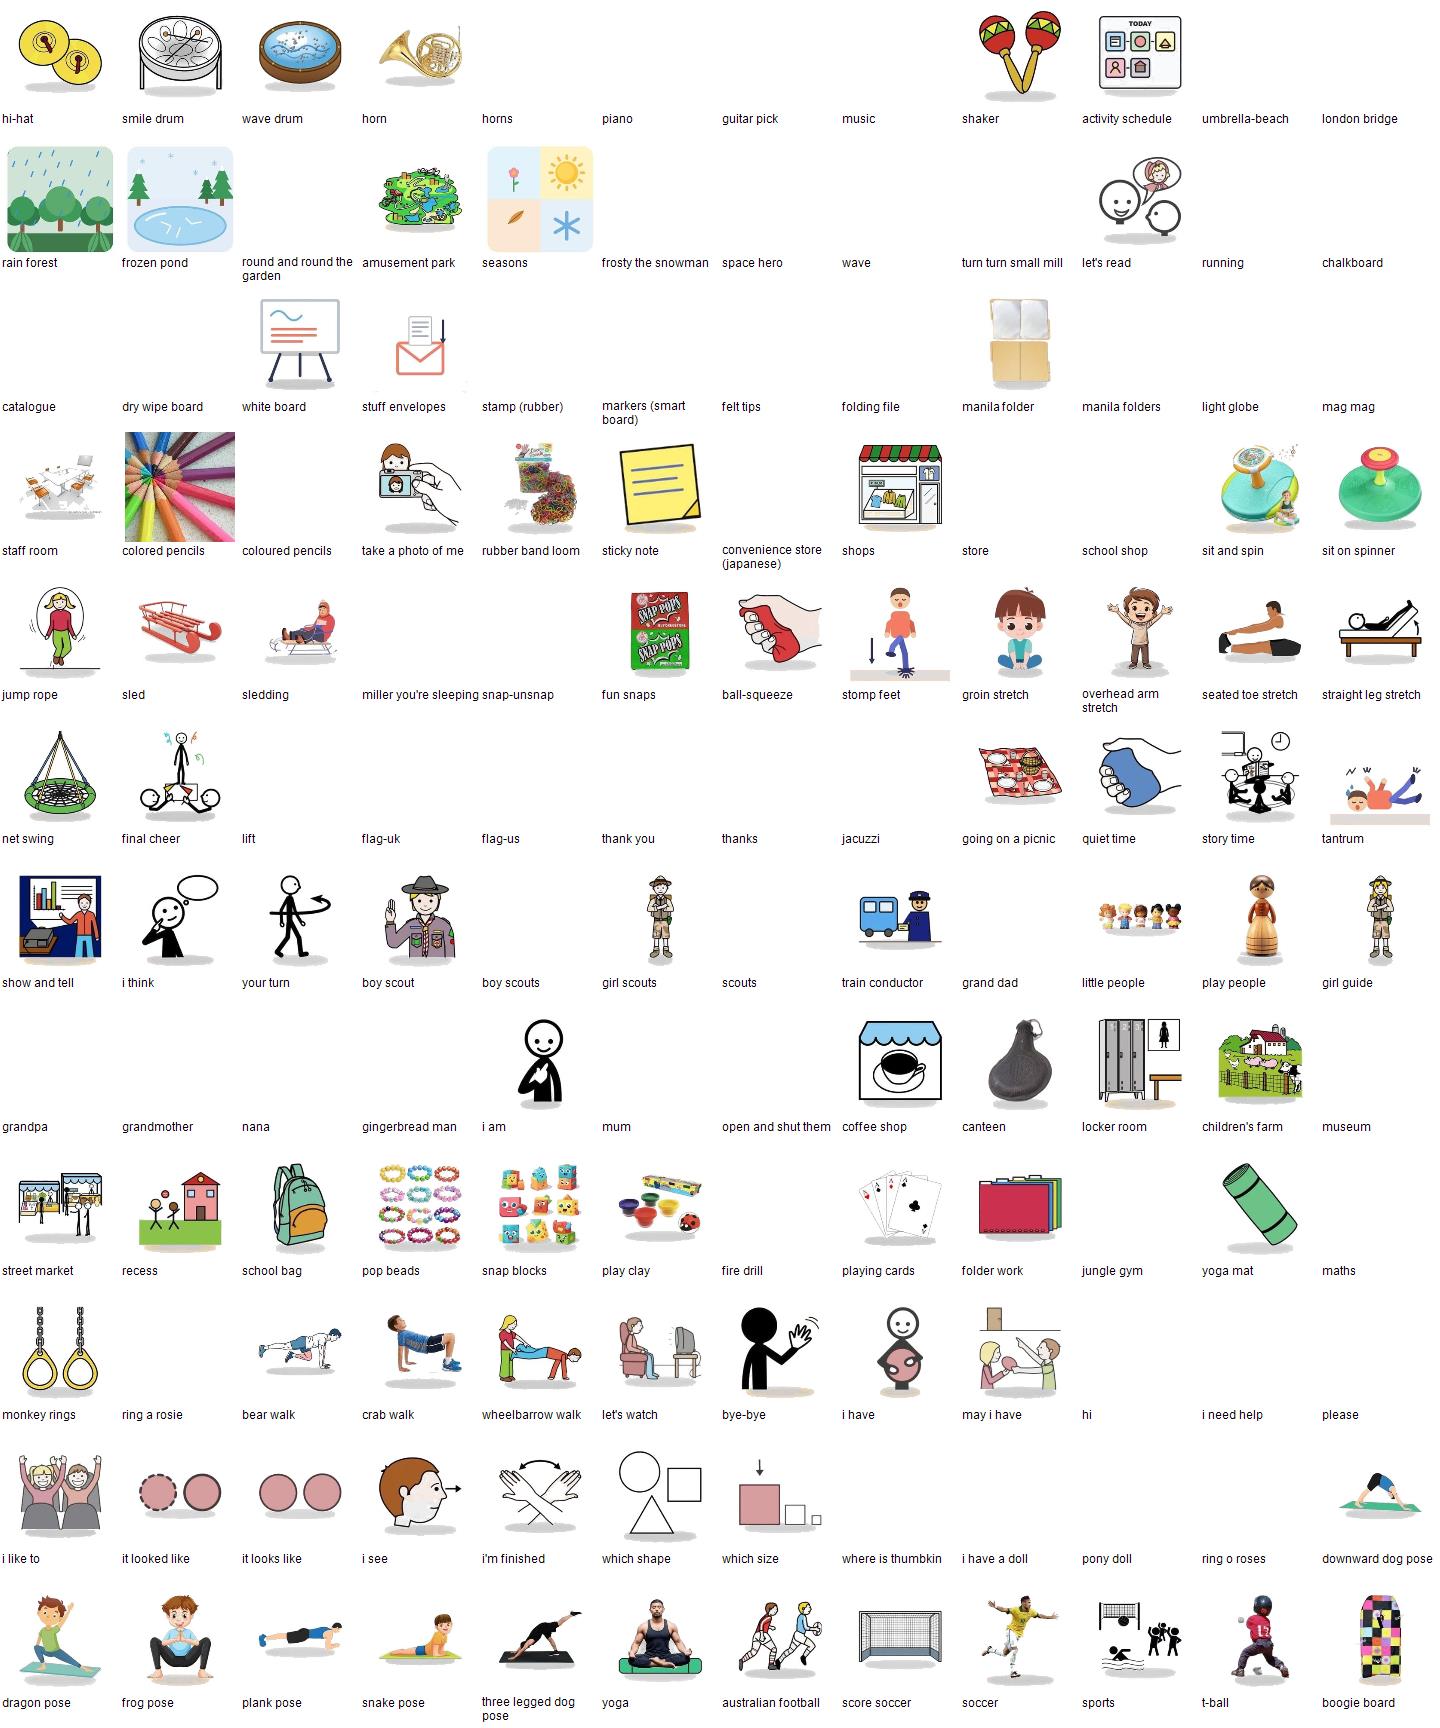 TODAY
hi-hat smile drum wave drum horn horns piano guitar pick music shaker activity schedule umbrella-beach london bridge
rain forest frozen pond round and round the garden amusement park seasons frosty the snowman space hero wave turn turn small mill let's read running chalkboard
catalogue dry wipe board white board stuff envelopes stamp (rubber) markers (smart board) felt tips folding file manila folder manila folders light globe mag mag
staff room colored pencils coloured pencils take a photo of me rubber band loom sticky note convenience store (japanese) shops store school shop sit and spin sit on spinner
SNAP POPS
SNAP POPS
jump rope sled sledding miller you're sleeping snap-unsnap fun snaps ball-squeeze stomp feet groin stretch overhead arm stretch seated toe stretch straight leg stretch
net swing final cheer lift flag-uk flag-us thank you thanks jacuzzi going on a picnic quiet time story time tantrum
show and tell i think your turn boy scout boy scouts girl scouts scouts train conductor grand dad little people play people girl guide
grandpa grandmother nana gingerbread man i am mum open and shut them coffee shop canteen locker room children's farm museum
street market recess school bag pop beads snap blocks play clay fire drill playing cards folder work jungle gym yoga mat maths
monkey rings ring a rosie bear walk crab walk wheelbarrow walk let's watch bye-bye i have may i have hi i need help please
i like to it looked like it looks like i see i'm finished which shape which size where is thumbkin i have a doll pony doll ring o roses downward dog pose
dragon pose frog pose plank pose snake pose three legged dog pose yoga australian football score soccer soccer sports t-ball boogie board